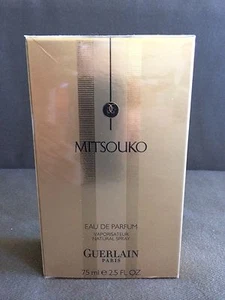 MITSOUKO
EAU DE PARFUM
VAPORISATEUR
NATURAL SPRAY
GUERLAIN
PARIS
75 ml e 2.5 FL.OZ